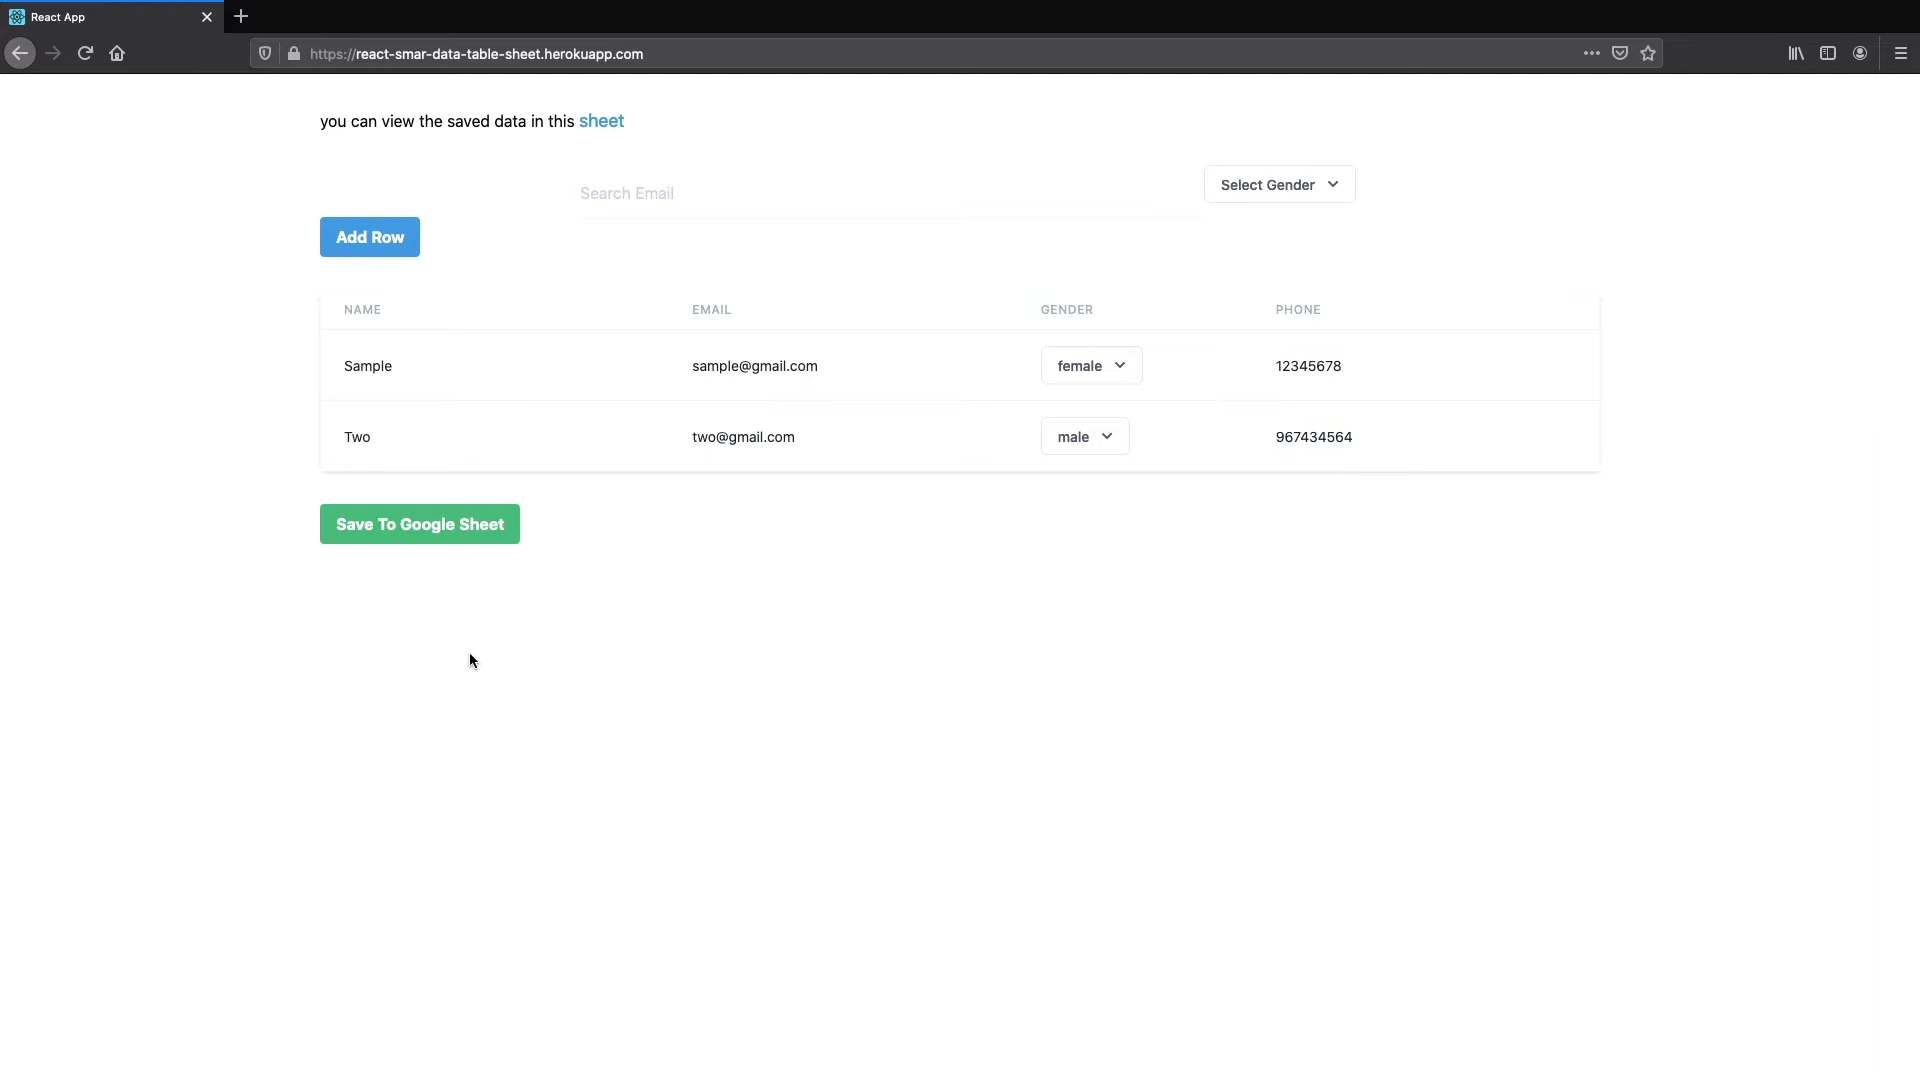 React App
https://react-smar-data-table-sheet.herokuapp.com
you can view the saved data in this sheet
Search Email
Select Gender
Add Row
NAME EMAIL GENDER PHONE
Sample sample@gmail.com female 12345678
Two two@gmail.com male 967434564
Save To Google Sheet